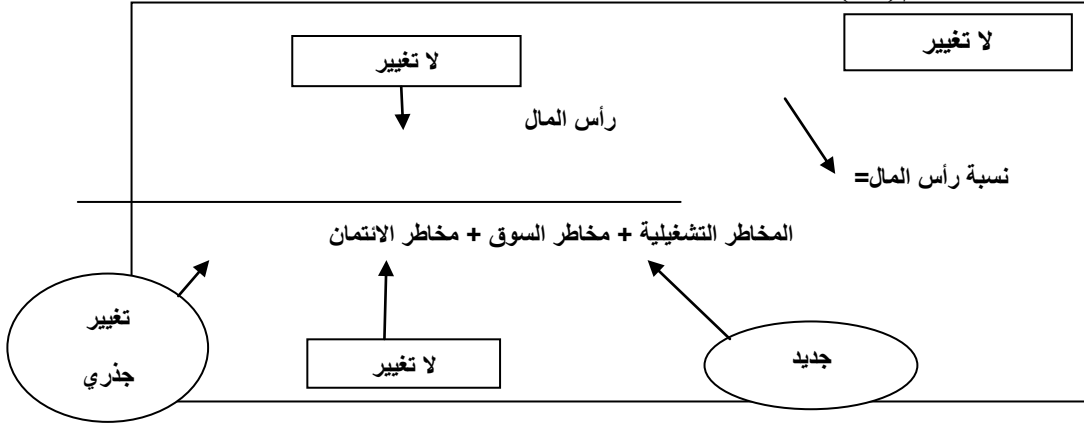 لا تغيير
لا تغيير
رأس المال
نسبة رأس المال=
المخاطر التشغيلية + مخاطر السوق + مخاطر الائتمان
تغيير
جذري
لا تغيير
جديد